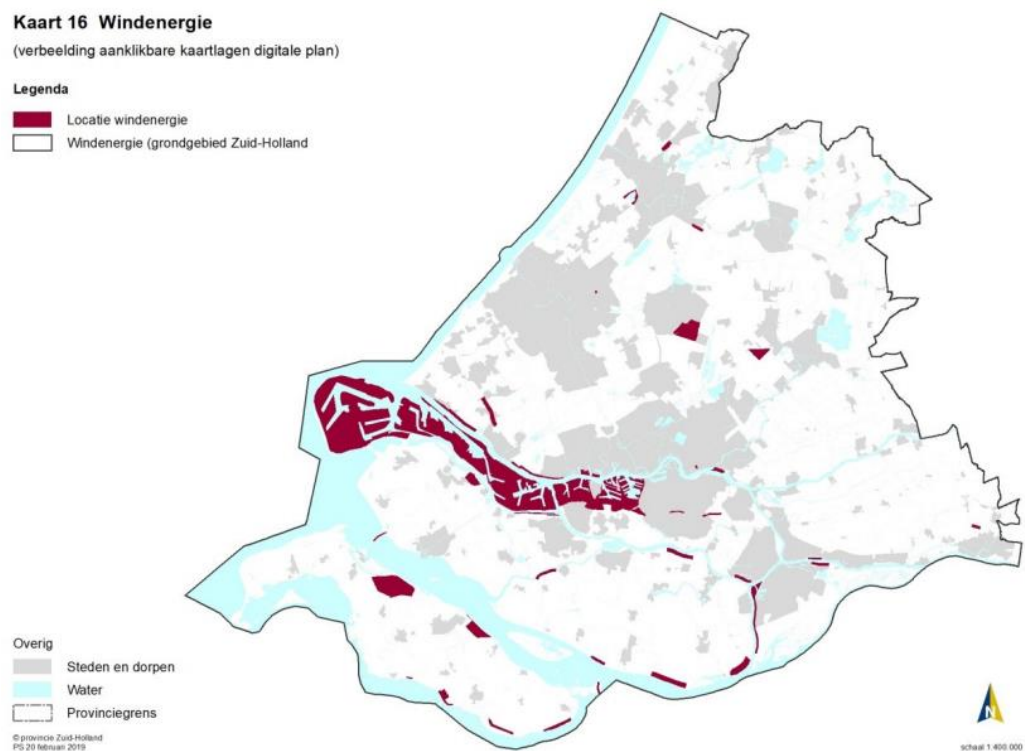 Kaart 16 Windenergie
(verbeelding aanklikbare kaartlagen digitale plan)
Legenda
Locatie windenergie
Windenergie (grondgebied Zuid-Holland
Overig
Steden en dorpen
Water
Provinciegrens
© provincie Zuid-Holland
PS 20 februari 2019
N
schaal 1:400.000